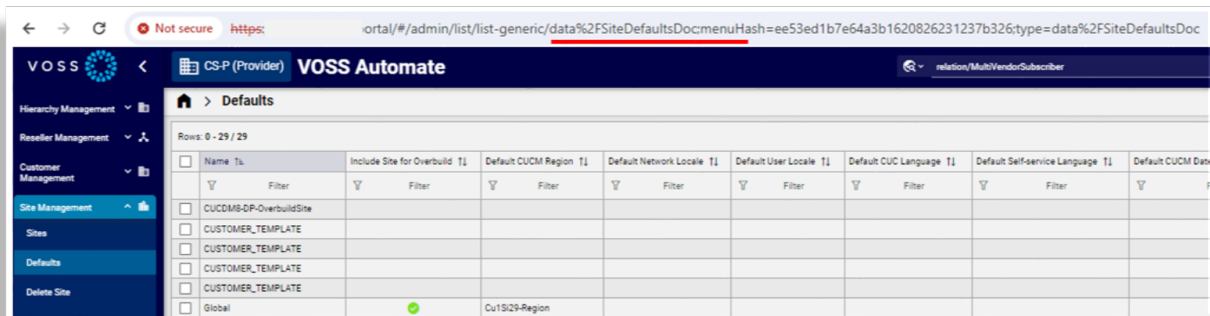 Not secure https: ortal/#/admin/list/list-generic/data%2FSiteDefaultsDoc;menuHash=ee53ed1b7e64a3b1620826231237b326;type=data%2FSiteDefaultsDoc
VOSS CS-P (Provider) VOSS Automate relation/MultiVendorSubscriber
Hierarchy Management
Reseller Management
Customer Management
Site Management
Sites
Defaults
Delete Site
> Defaults
Rows: 0 - 29 / 29
Name Include Site for Overbuild Default CUCM Region Default Network Locale Default User Locale Default CUC Language Default Self-service Language Default CUCM Date
Filter Filter Filter Filter Filter Filter Filter
CUCDM8-DP-OverbuildSite
CUSTOMER_TEMPLATE
CUSTOMER_TEMPLATE
CUSTOMER_TEMPLATE
CUSTOMER_TEMPLATE
Global Cu1Si29-Region